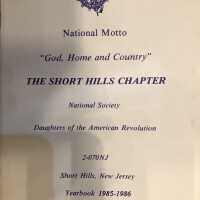 National Motto
"God, Home and Country"
THE SHORT HILLS CHAPTER
National Society
Daughters of the American Revolution
2-070NJ
Short Hills, New Jersey
Yearbook 1985-1986